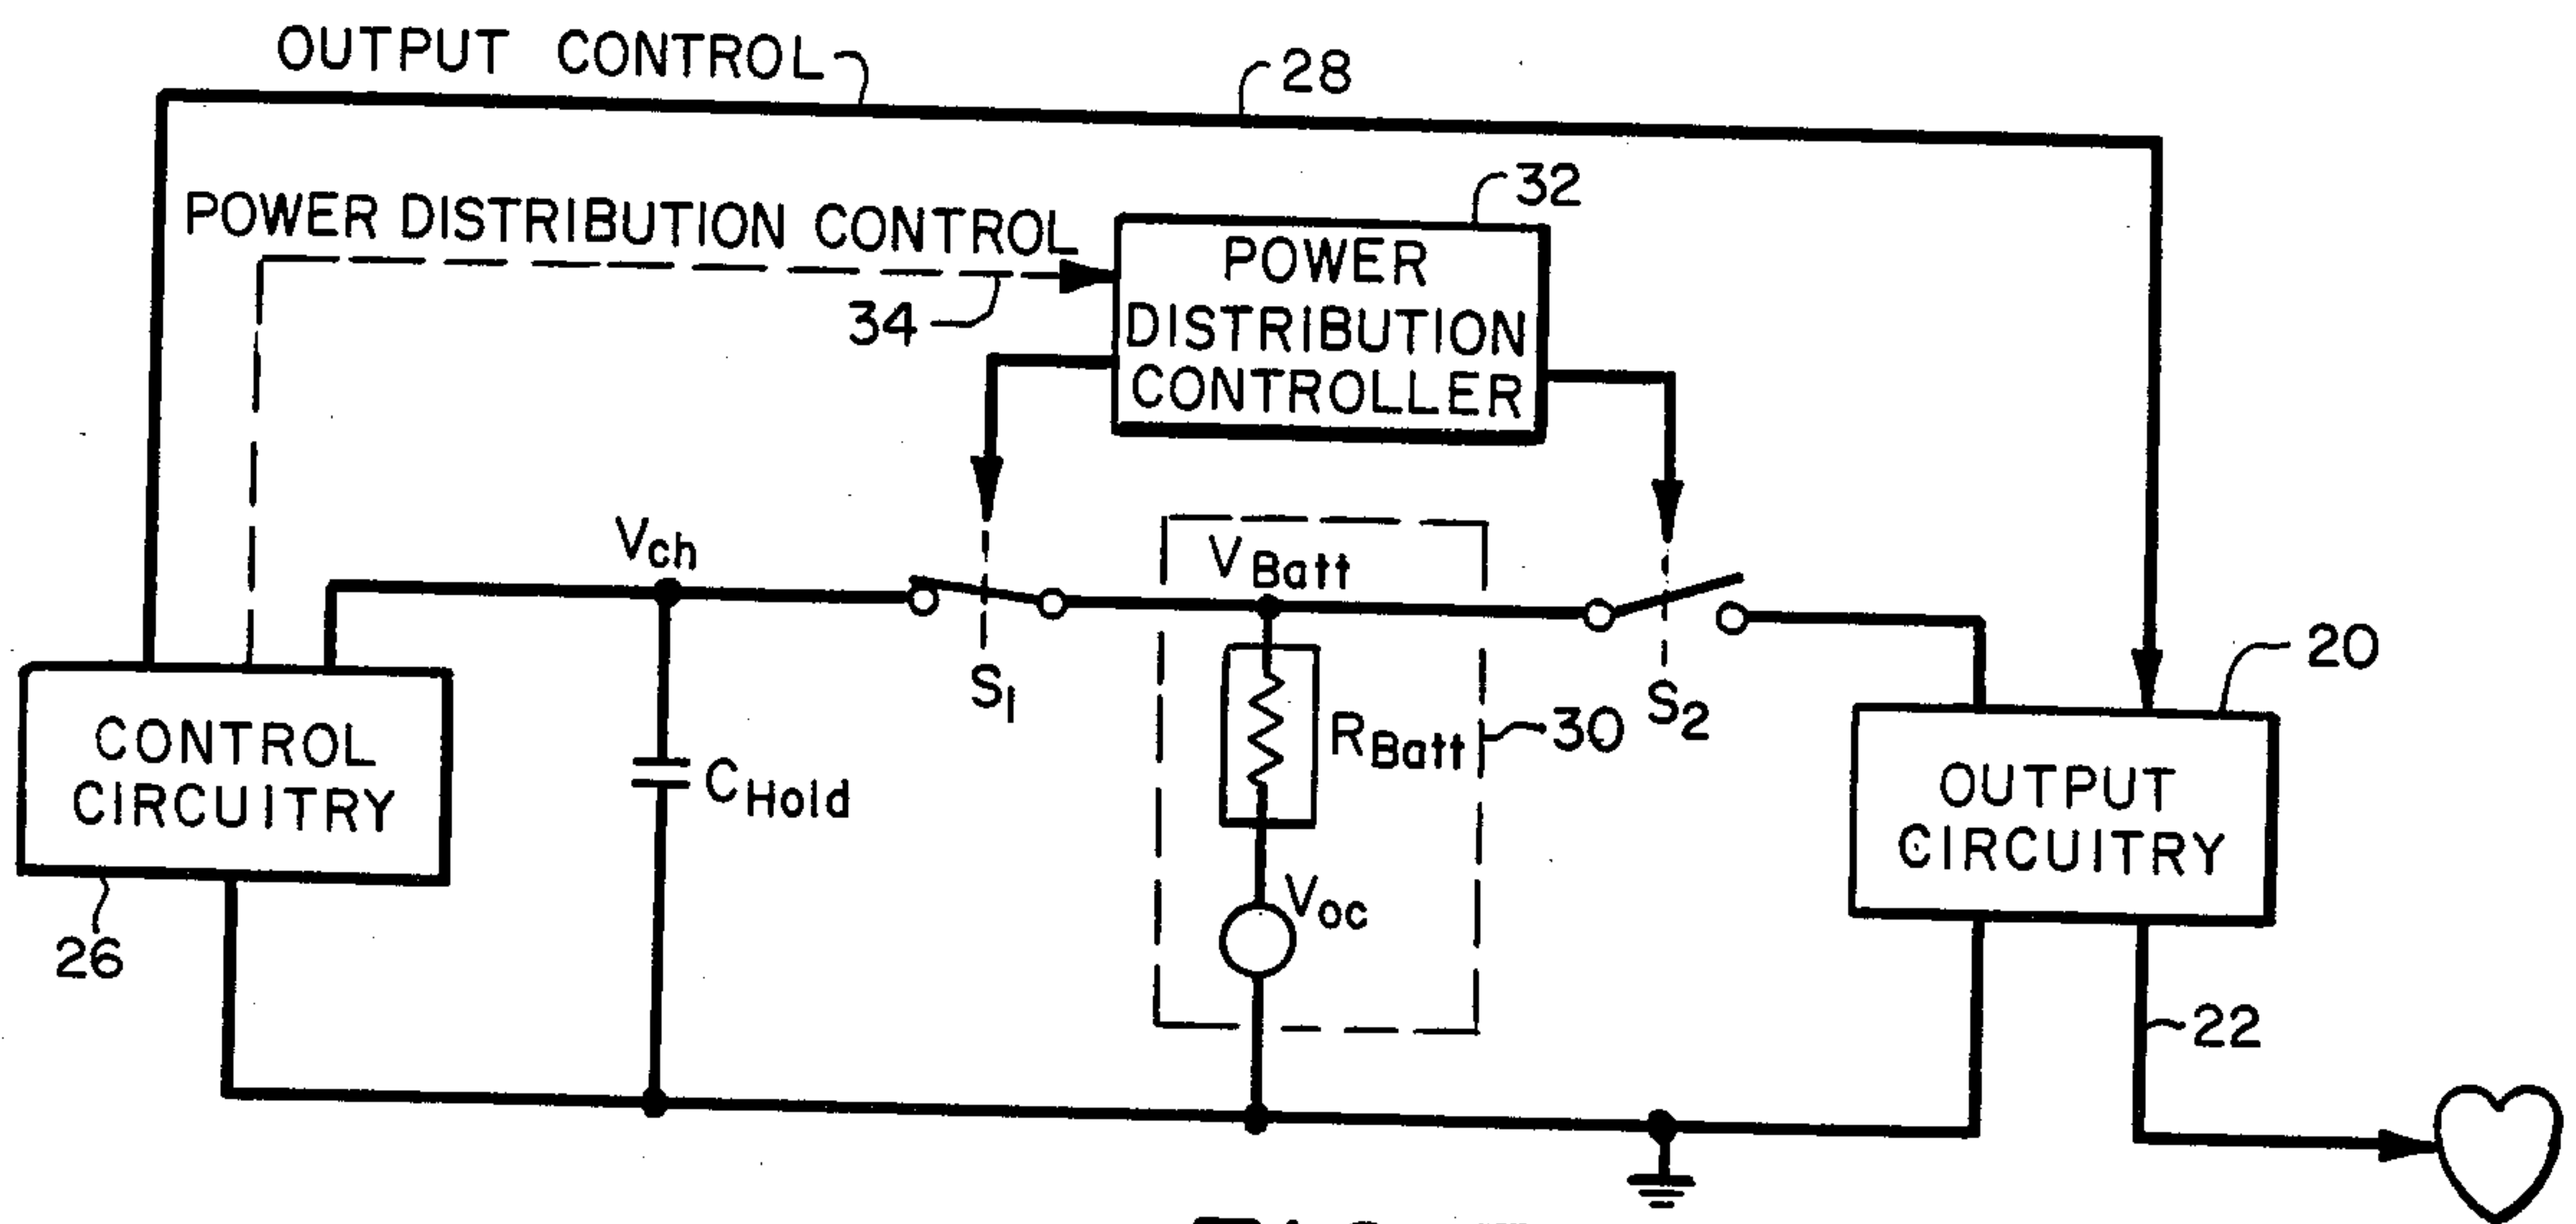 OUTPUT CONTROL
28
POWER DISTRIBUTION CONTROL
32
POWER
DISTRIBUTION
CONTROLLER
34
Vch
VBatt
S1
S2
20
CONTROL
CIRCUITRY
CHold
RBatt
30
OUTPUT
CIRCUITRY
Voc
26
22